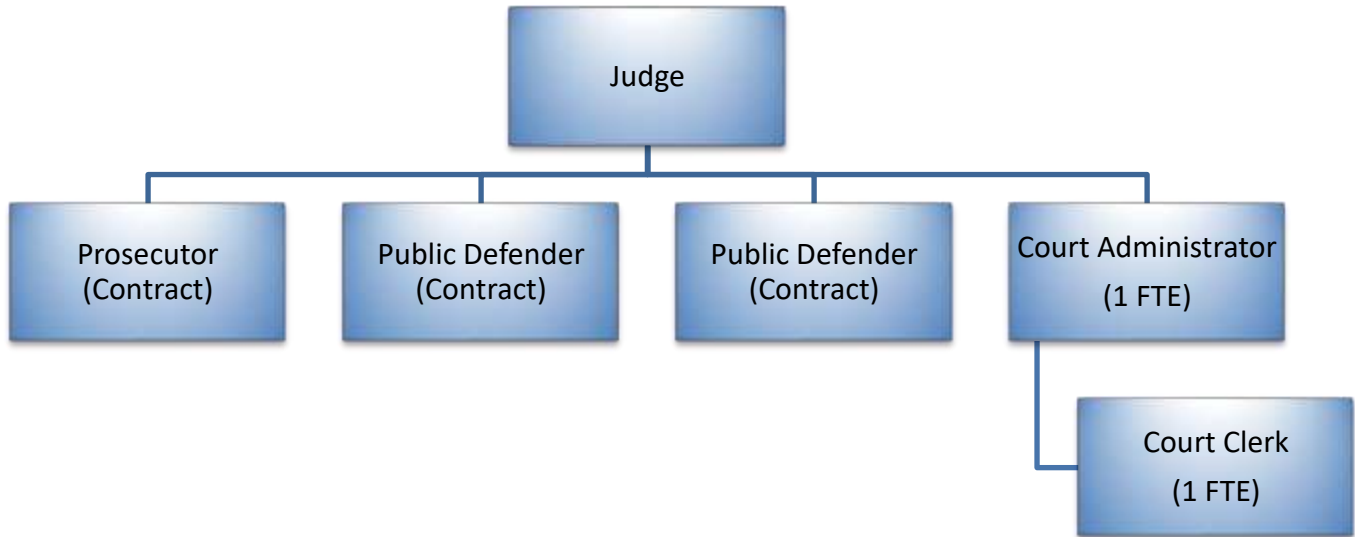 Judge
Prosecutor
(Contract)
Public Defender
(Contract)
Public Defender
(Contract)
Court Administrator
(1 FTE)
Court Clerk
(1 FTE)